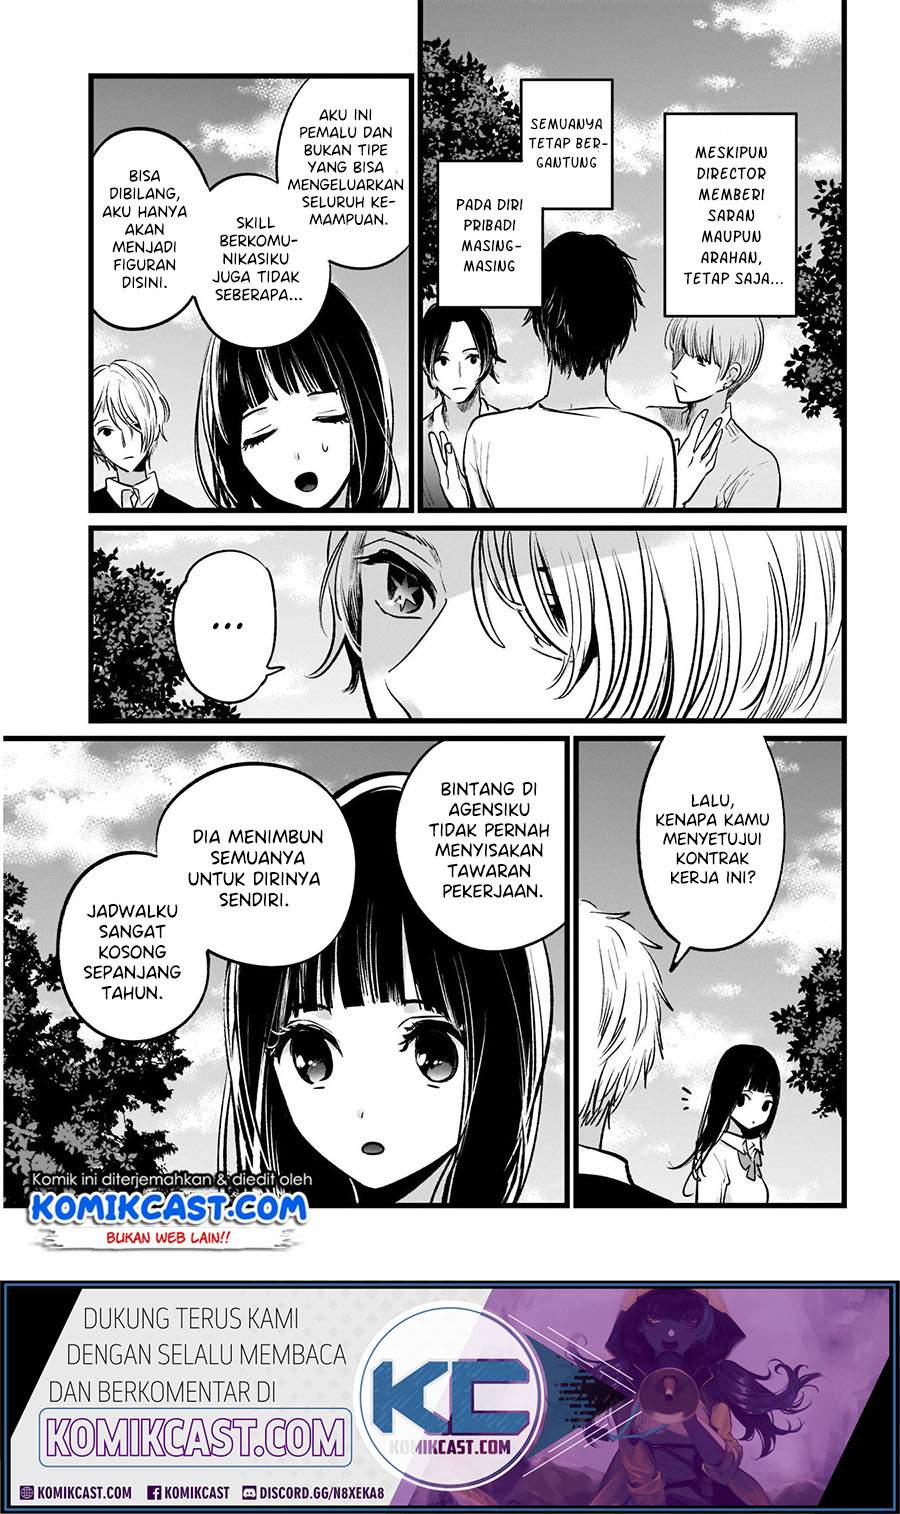 MESKIPUN
DIRECTOR
MEMBERI
SARAN
MAUPUN
ARAHAN,
TETAP SAJA...
SEMUANYA
TETAP BER-
GANTUNG
PADA DIRI
PRIBADI
MASING-
MASING
AKU INI
PEMALU DAN
BUKAN TIPE
YANG BISA
MENGELUARKAN
SELURUH KE-
MAMPUAN.
SKILL
BERKOMU-
NIKASIKU
JUGA TIDAK
SEBERAPA...
BISA
DIBILANG,
AKU HANYA
AKAN
MENJADI
FIGURAN
DISINI.
...
LALU,
KENAPA KAMU
MENYETUJUI
KONTRAK
KERJA INI?
BINTANG DI
AGENSIKU
TIDAK PERNAH
MENYISAKAN
TAWARAN
PEKERJAAN.
DIA MENIMBUN
SEMUANYA
UNTUK DIRINYA
SENDIRI.
JADWALKU
SANGAT
KOSONG
SEPANJANG
TAHUN.
Komik ini diterjemahkan & diedit oleh
KOMIKCAST.COM
BUKAN WEB LAIN!!
DUKUNG TERUS KAMI
DENGAN SELALU MEMBACA
DAN BERKOMENTAR DI
KOMIKCAST.COM
KC
KOMIKCAST.COM
KOMIKCAST.COM KOMIKCAST DISCORD.GG/N8XEKA8